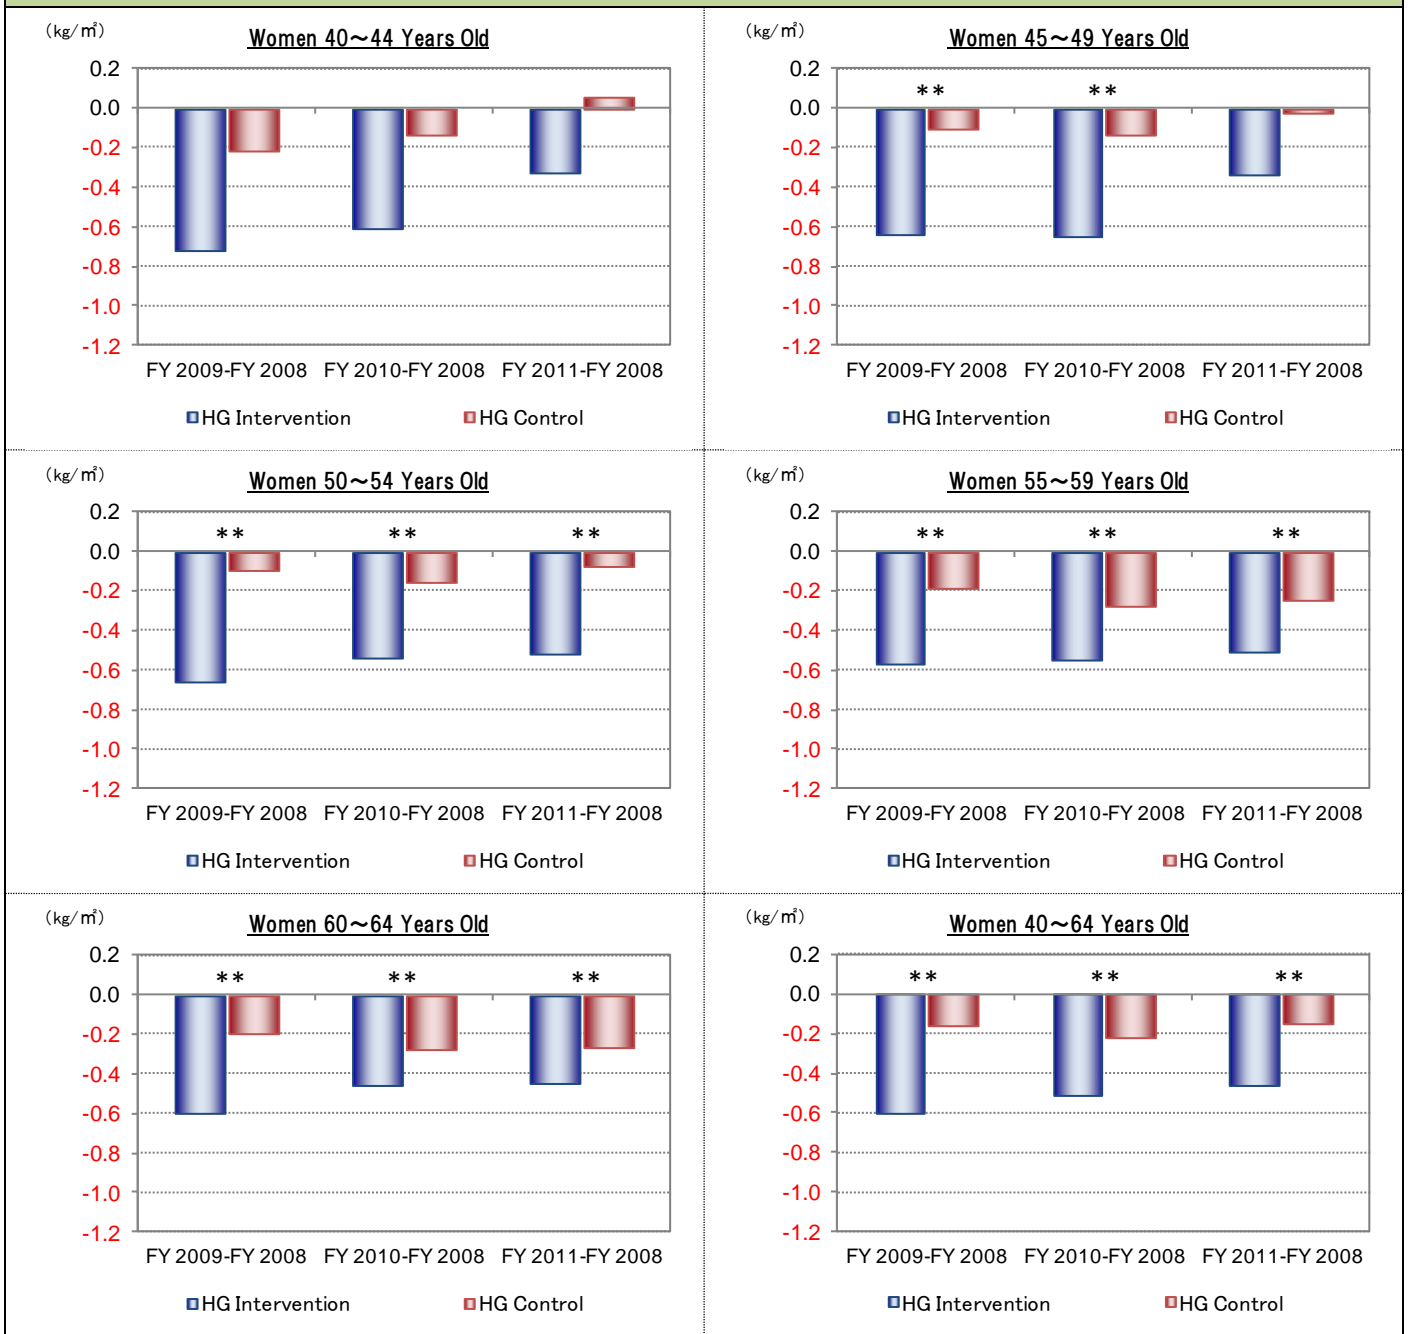 (kg/㎡)
Women 40～44 Years Old
0.2
0.0
-0.2
-0.4
-0.6
-0.8
-1.0
-1.2
FY 2009-FY 2008 FY 2010-FY 2008 FY 2011-FY 2008
HG Intervention HG Control
(kg/㎡)
Women 45～49 Years Old
0.2
** **
0.0
-0.2
-0.4
-0.6
-0.8
-1.0
-1.2
FY 2009-FY 2008 FY 2010-FY 2008 FY 2011-FY 2008
HG Intervention HG Control
(kg/㎡)
Women 50～54 Years Old
0.2
** ** **
0.0
-0.2
-0.4
-0.6
-0.8
-1.0
-1.2
FY 2009-FY 2008 FY 2010-FY 2008 FY 2011-FY 2008
HG Intervention HG Control
(kg/㎡)
Women 55～59 Years Old
0.2
** ** **
0.0
-0.2
-0.4
-0.6
-0.8
-1.0
-1.2
FY 2009-FY 2008 FY 2010-FY 2008 FY 2011-FY 2008
HG Intervention HG Control
(kg/㎡)
Women 60～64 Years Old
0.2
** ** **
0.0
-0.2
-0.4
-0.6
-0.8
-1.0
-1.2
FY 2009-FY 2008 FY 2010-FY 2008 FY 2011-FY 2008
HG Intervention HG Control
(kg/㎡)
Women 40～64 Years Old
0.2
** ** **
0.0
-0.2
-0.4
-0.6
-0.8
-1.0
-1.2
FY 2009-FY 2008 FY 2010-FY 2008 FY 2011-FY 2008
HG Intervention HG Control